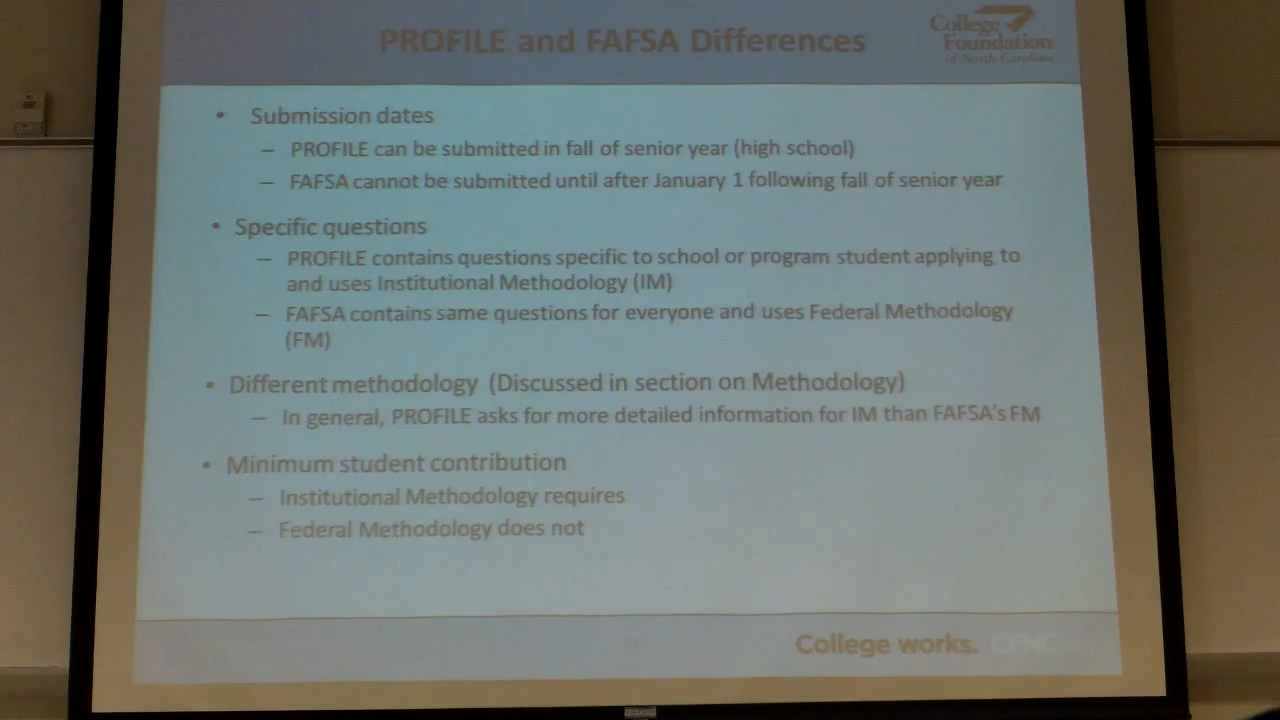 PROFILE and FAFSA Differences
College
Foundation
of North Carolina
• Submission dates
– PROFILE can be submitted in fall of senior year (high school)
– FAFSA cannot be submitted until after January 1 following fall of senior year
• Specific questions
– PROFILE contains questions specific to school or program student applying to
and uses Institutional Methodology (IM)
– FAFSA contains same questions for everyone and uses Federal Methodology
(FM)
• Different methodology (Discussed in section on Methodology)
– In general, PROFILE asks for more detailed information for IM than FAFSA's FM
• Minimum student contribution
– Institutional Methodology requires
– Federal Methodology does not
College works. CFNC